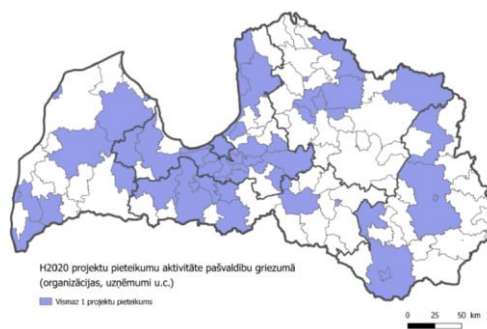 H2020 projektu pieteikumu aktivitāte pašvaldību griezumā
(organizācijas, uzņēmumi u.c.)
Vismaz 1 projektu pieteikums
0 25 50 km